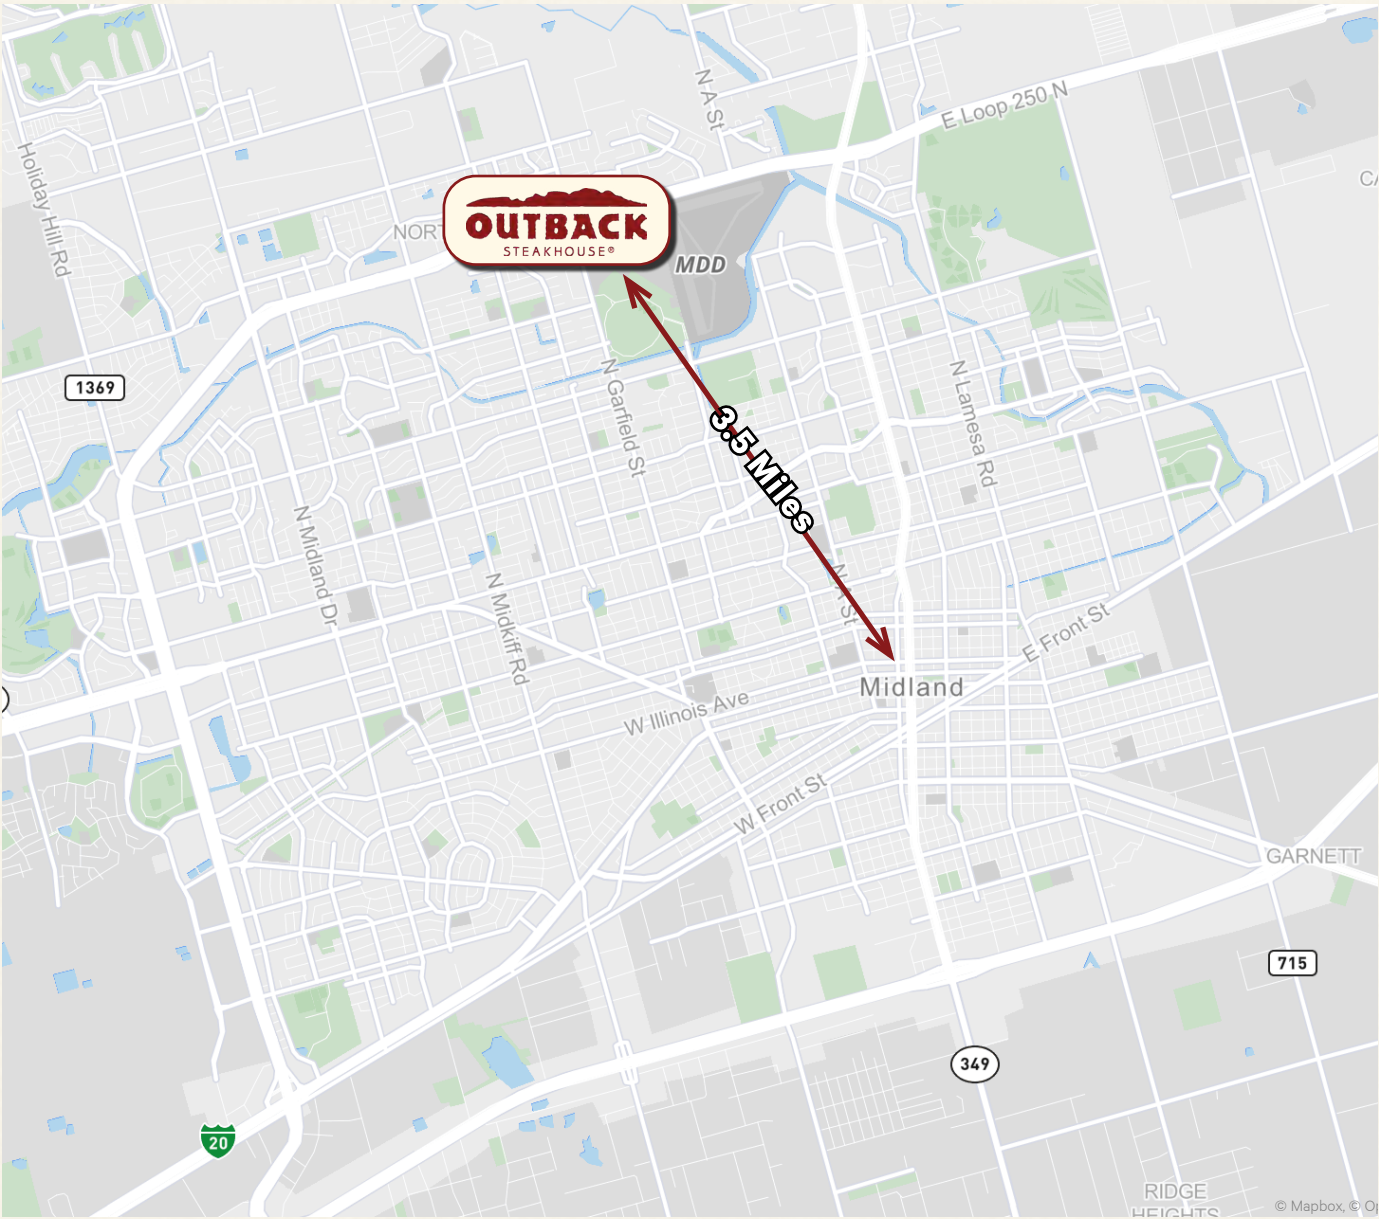 N A St
E Loop 250 N
Holiday Hill Rd
CA
NORT
OUTBACK
STEAKHOUSE®
MDD
1369
N Garfield St
N Lamesa Rd
3.5 Miles
N Midland Dr
N Midkiff Rd
N A St
E Front St
Midland
W Illinois Ave
W Front St
GARNETT
715
349
20
RIDGE
HEIGHTS
© Mapbox, © Op